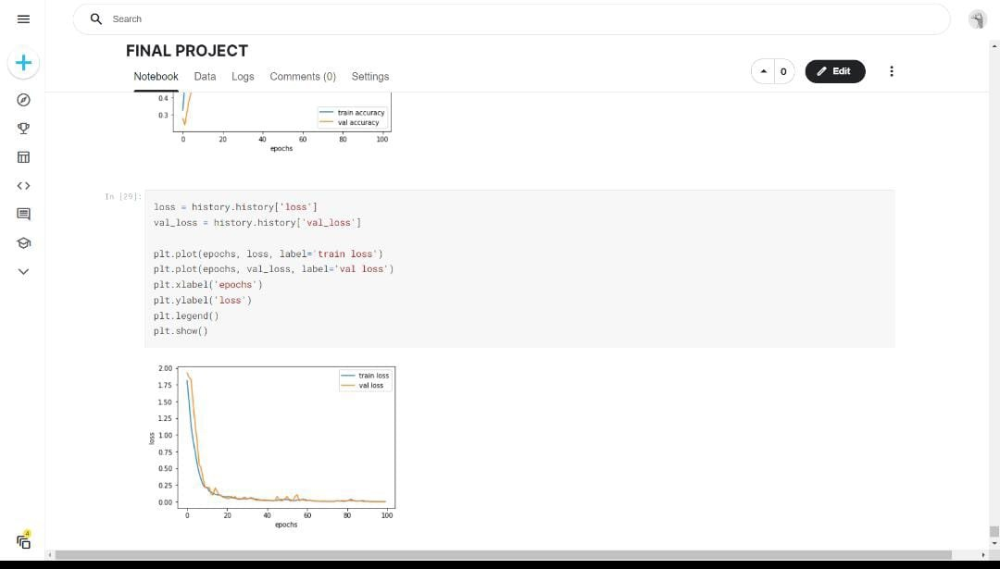 Search
FINAL PROJECT
Notebook Data Logs Comments (0) Settings
0
Edit
0.4
0.3
train accuracy
val accuracy
0 20 40 60 80 100
epochs
In [29]:
loss = history.history['loss']
val_loss = history.history['val_loss']
plt.plot(epochs, loss, label='train loss')
plt.plot(epochs, val_loss, label='val loss')
plt.xlabel('epochs')
plt.ylabel('loss')
plt.legend()
plt.show()
2.00
1.75
1.50
1.25
1.00
0.75
0.50
0.25
0.00
loss
train loss
val loss
0 20 40 60 80 100
epochs
4